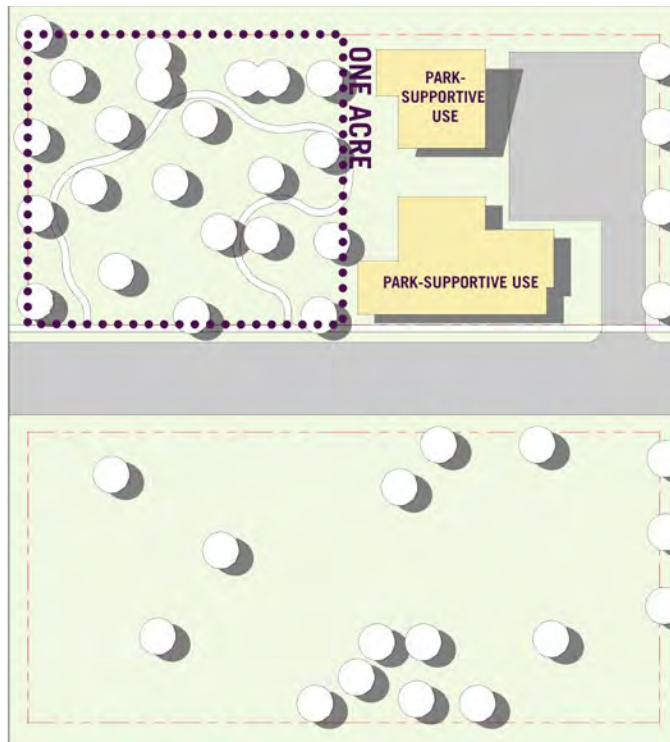 ONE ACRE
PARK-
SUPPORTIVE
USE
PARK-SUPPORTIVE USE